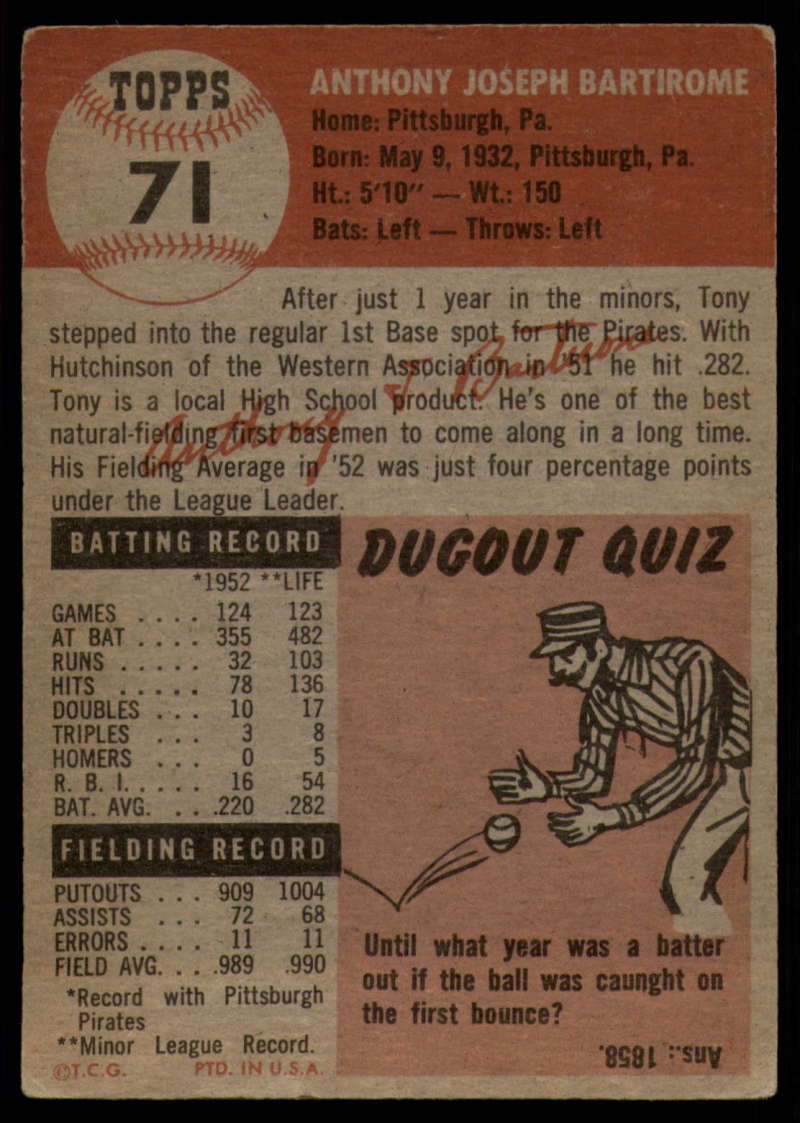 TOPPS
71
ANTHONY JOSEPH BARTIROME
Home: Pittsburgh, Pa.
Born: May 9, 1932, Pittsburgh, Pa.
Ht.: 5'10" — Wt.: 150
Bats: Left — Throws: Left
After just 1 year in the minors, Tony
stepped into the regular 1st Base spot for the Pirates. With
Hutchinson of the Western Association in '51 he hit .282.
Tony is a local High School product. He's one of the best
natural-fielding first basemen to come along in a long time.
His Fielding Average in '52 was just four percentage points
under the League Leader.
BATTING RECORD
*1952 **LIFE
GAMES .... 124 123
AT BAT .... 355 482
RUNS ..... 32 103
HITS ..... 78 136
DOUBLES ... 10 17
TRIPLES ... 3 8
HOMERS ... 0 5
R. B. I. .... 16 54
BAT. AVG. ... .220 .282
FIELDING RECORD
PUTOUTS ... 909 1004
ASSISTS ... 72 68
ERRORS .... 11 11
FIELD AVG. ... .989 .990
*Record with Pittsburgh
Pirates
**Minor League Record.
©T.C.G. PTD. IN U.S.A.
DUGOUT QUIZ
Until what year was a batter
out if the ball was caunght on
the first bounce?
Ans.: 1858.
Anthony J. Bartirome